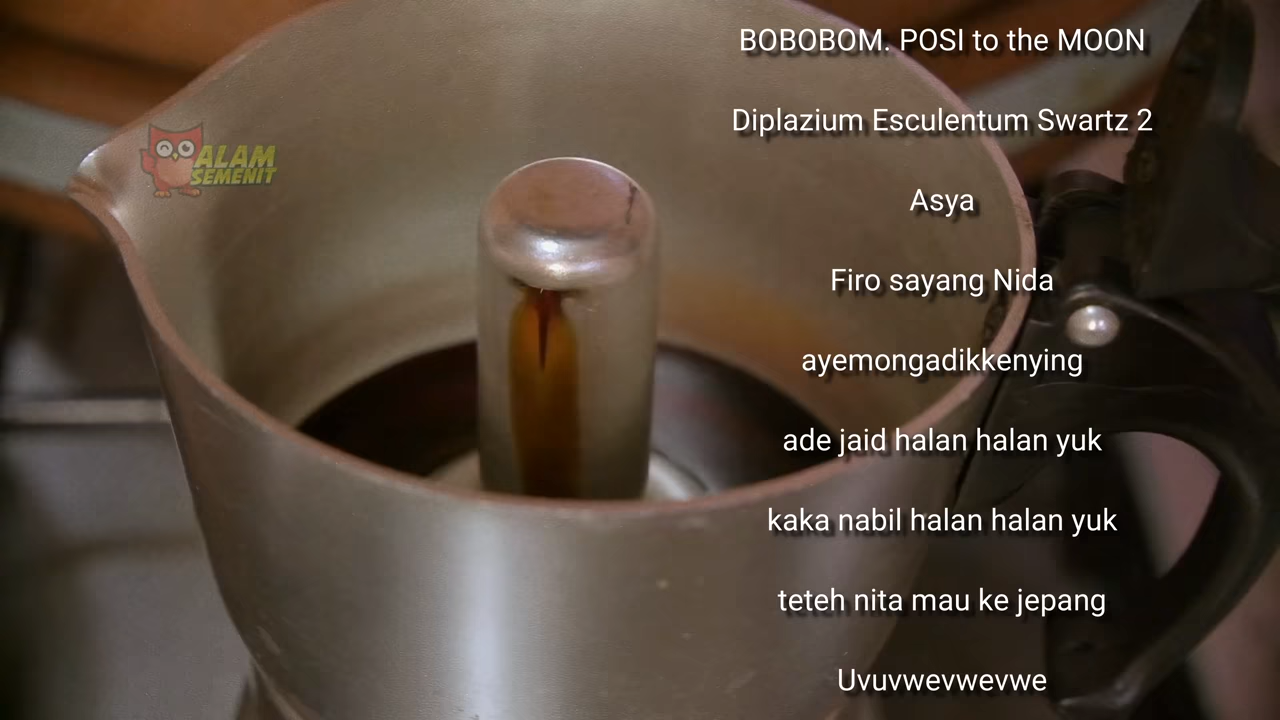 BOBOBOM. POSI to the MOON
Diplazium Esculentum Swartz 2
ALAM
SEMENIT
Asya
Firo sayang Nida
ayemongadikkenying
ade jaid halan halan yuk
kaka nabil halan halan yuk
teteh nita mau ke jepang
Uvuvwevwevwe